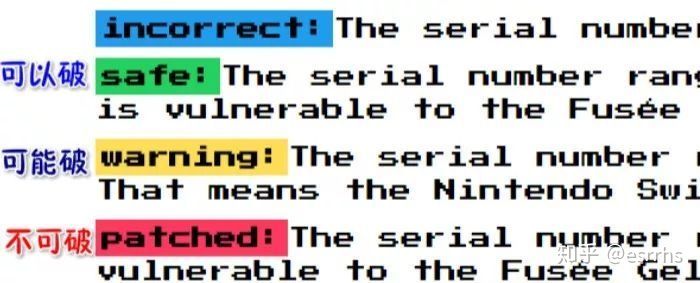 incorrect: The serial number
可以破 safe: The serial number rang
is vulnerable to the Fusée
可能破 warning: The serial number
That means the Nintendo Swi
不可破 patched: The serial number
vulnerable to the Fusée Gel
知乎 @esrrhs